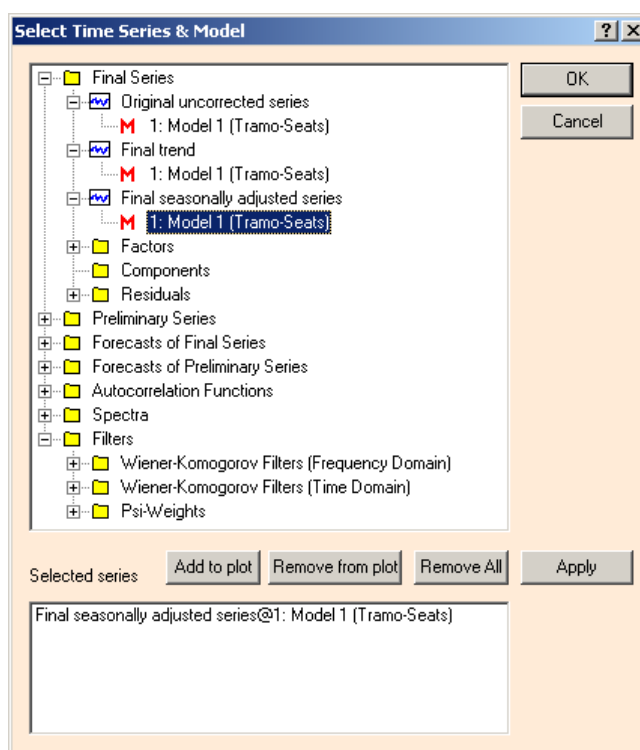 Select Time Series & Model
Final Series
Original uncorrected series
M 1: Model 1 (Tramo-Seats)
Final trend
M 1: Model 1 (Tramo-Seats)
Final seasonally adjusted series
M 1: Model 1 (Tramo-Seats)
Factors
Components
Residuals
Preliminary Series
Forecasts of Final Series
Forecasts of Preliminary Series
Autocorrelation Functions
Spectra
Filters
Wiener-Komogorov Filters (Frequency Domain)
Wiener-Komogorov Filters (Time Domain)
Psi-Weights
OK
Cancel
Selected series
Add to plot
Remove from plot
Remove All
Apply
Final seasonally adjusted series@1: Model 1 (Tramo-Seats)